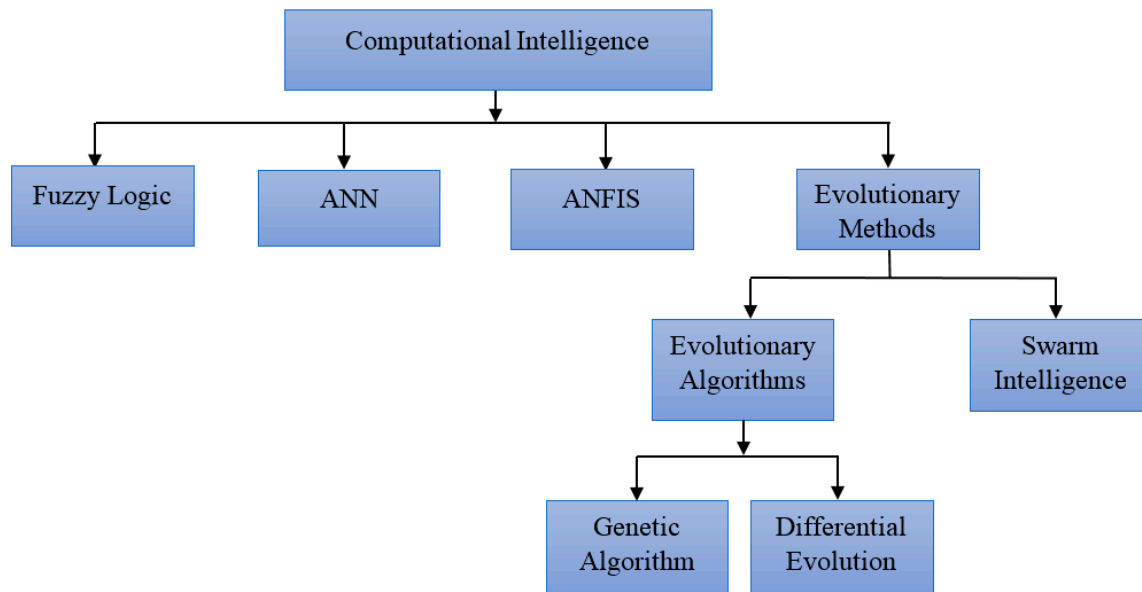 Computational Intelligence
Fuzzy Logic
ANN
ANFIS
Evolutionary
Methods
Evolutionary
Algorithms
Swarm
Intelligence
Genetic
Algorithm
Differential
Evolution